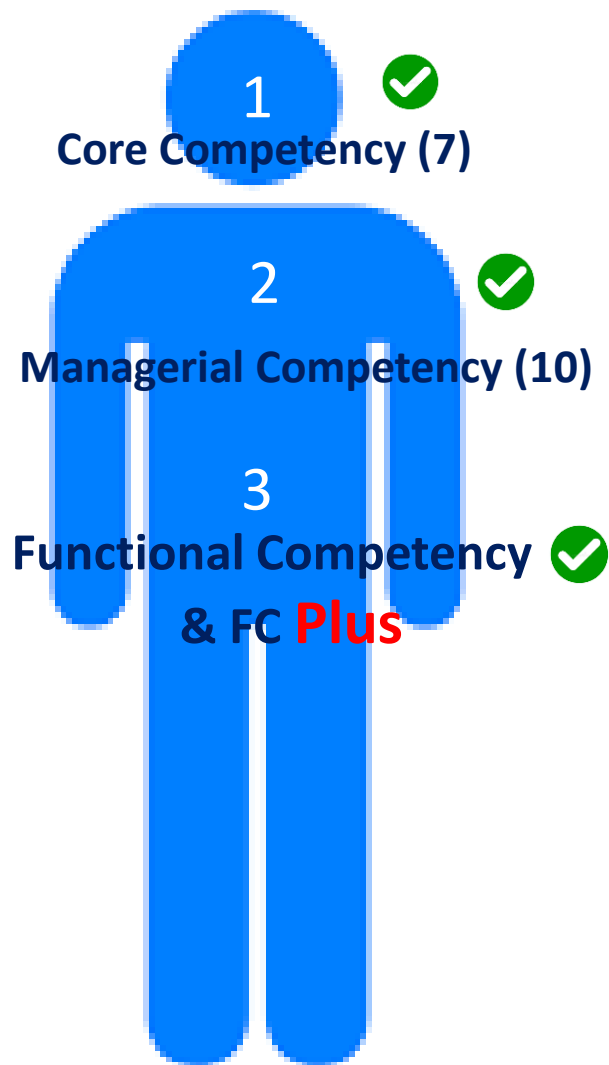 1
Core Competency (7)
2
Managerial Competency (10)
3
Functional Competency
& FC Plus